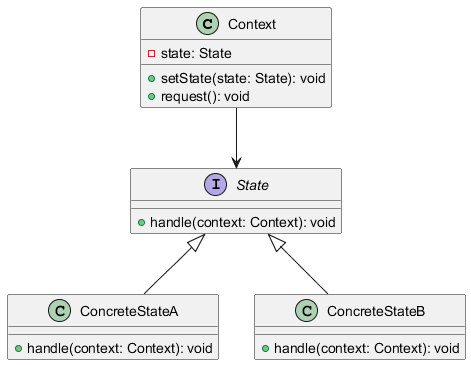 C Context
state: State
setState(state: State): void
request(): void
I State
handle(context: Context): void
C ConcreteStateA
handle(context: Context): void
C ConcreteStateB
handle(context: Context): void